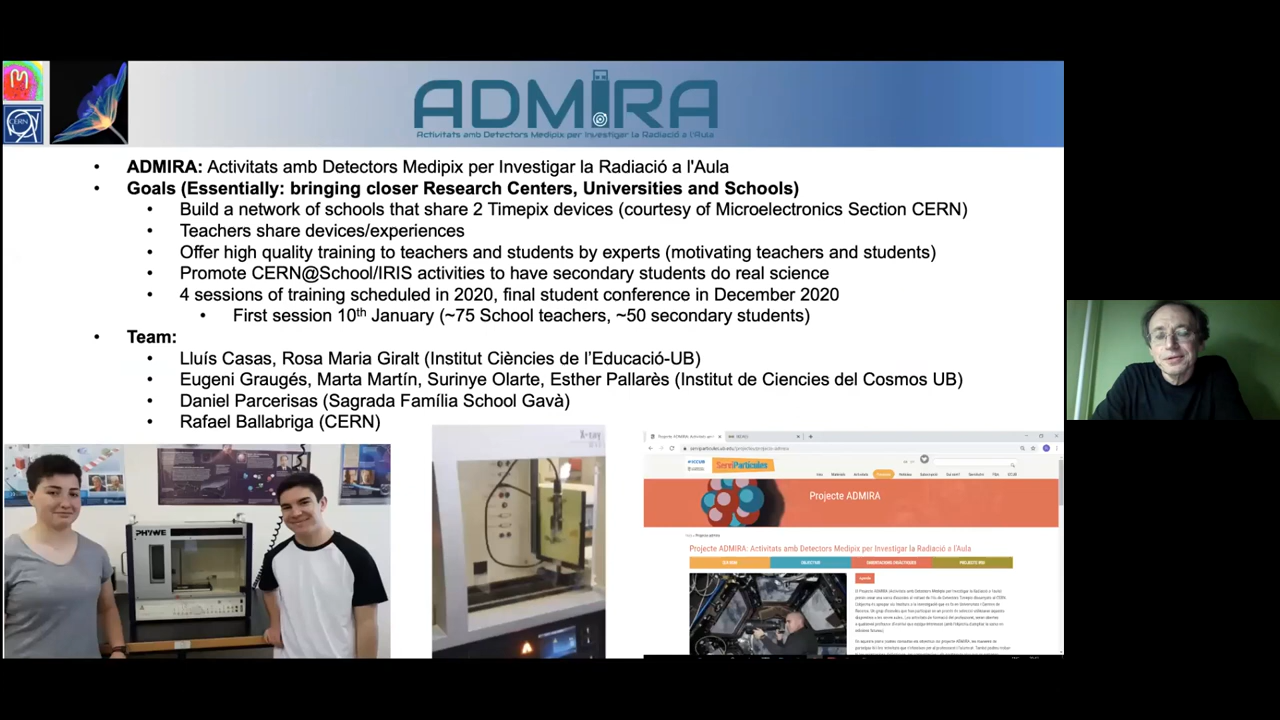 M
CERN
ADMIRA
Activitats amb Detectors Medipix per Investigar la Radiació a l'Aula
• ADMIRA: Activitats amb Detectors Medipix per Investigar la Radiació a l'Aula
• Goals (Essentially: bringing closer Research Centers, Universities and Schools)
• Build a network of schools that share 2 Timepix devices (courtesy of Microelectronics Section CERN)
• Teachers share devices/experiences
• Offer high quality training to teachers and students by experts (motivating teachers and students)
• Promote CERN@School/IRIS activities to have secondary students do real science
• 4 sessions of training scheduled in 2020, final student conference in December 2020
• First session 10th January (~75 School teachers, ~50 secondary students)
• Team:
• Lluís Casas, Rosa Maria Giralt (Institut Ciències de l'Educació-UB)
• Eugeni Graugés, Marta Martín, Surinye Olarte, Esther Pallarès (Institut de Ciencies del Cosmos UB)
• Daniel Parcerisas (Sagrada Família School Gavà)
• Rafael Ballabriga (CERN)
PHYWE
X-ray
ICCUB
ServiParticules
Projecte ADMIRA
Projecte ADMIRA: Activitats amb Detectors Medipix per Investigar la Radiació a l'Aula
OBJECTIUS